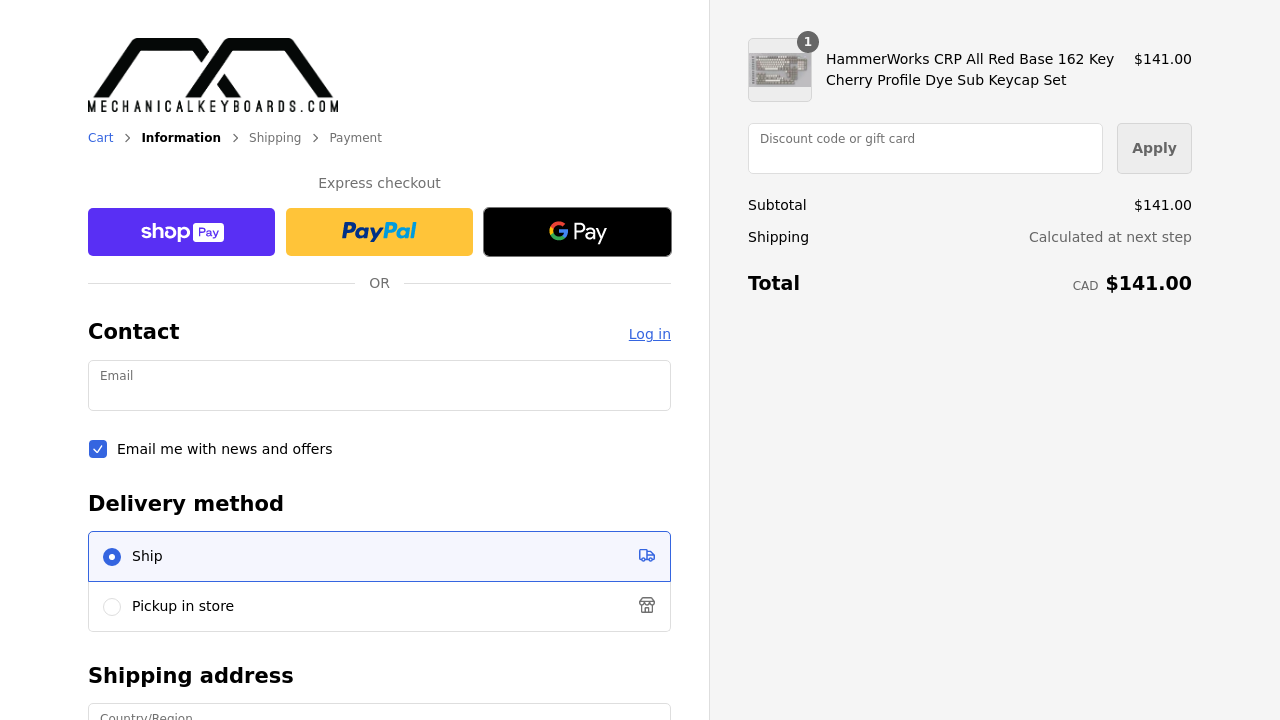 MECHANICALKEYBOARDS.COM
Cart > Information > Shipping > Payment
Express checkout
shop Pay
PayPal
G Pay
OR
Contact
Log in
Email
Email me with news and offers
Delivery method
Ship
Pickup in store
Shipping address
Country/Region
1
HammerWorks CRP All Red Base 162 Key
Cherry Profile Dye Sub Keycap Set
$141.00
Discount code or gift card
Apply
Subtotal
$141.00
Shipping
Calculated at next step
Total
CAD $141.00